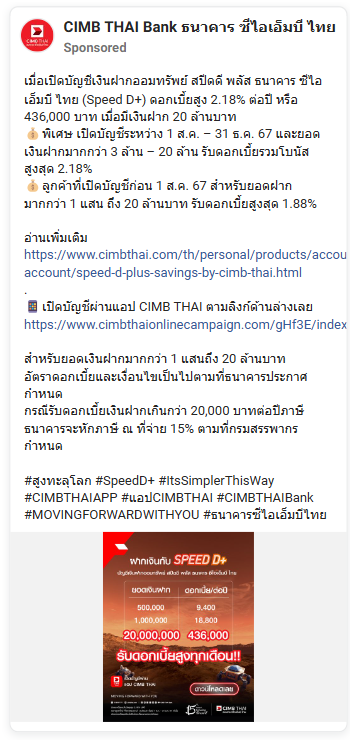 CIMB THAI Bank ธนาคาร ซีไอเอ็มบี ไทย
Sponsored
เมื่อเปิดบัญชีเงินฝากออมทรัพย์ สปีดดี พลัส ธนาคาร ซีไอ
เอ็มบี ไทย (Speed D+) ดอกเบี้ยสูง 2.18% ต่อปี หรือ
436,000 บาท เมื่อมีเงินฝาก 20 ล้านบาท
💰 พิเศษ เปิดบัญชีระหว่าง 1 ส.ค. – 31 ธ.ค. 67 และยอด
เงินฝากมากกว่า 3 ล้าน – 20 ล้าน รับดอกเบี้ยรวมโบนัส
สูงสุด 2.18%
💰 ลูกค้าที่เปิดบัญชีก่อน 1 ส.ค. 67 สำหรับยอดฝาก
มากกว่า 1 แสน ถึง 20 ล้านบาท รับดอกเบี้ยสูงสุด 1.88%
อ่านเพิ่มเติม
https://www.cimbthai.com/th/personal/products/accou
account/speed-d-plus-savings-by-cimb-thai.html
.
📱 เปิดบัญชีผ่านแอป CIMB THAI ตามลิงก์ด้านล่างเลย
https://www.cimbthaionlinecampaign.com/gHf3E/index
สำหรับยอดเงินฝากมากกว่า 1 แสนถึง 20 ล้านบาท
อัตราดอกเบี้ยและเงื่อนไขเป็นไปตามที่ธนาคารประกาศ
กำหนด
กรณีรับดอกเบี้ยเงินฝากเกินกว่า 20,000 บาทต่อปีภาษี
ธนาคารจะหักภาษี ณ ที่จ่าย 15% ตามที่กรมสรรพากร
กำหนด
#สูงทะลุโลก #SpeedD+ #ItsSimplerThisWay
#CIMBTHAIAPP #แอปCIMBTHAI #CIMBTHAIBank
#MOVINGFORWARDWITHYOU #ธนาคารซีไอเอ็มบีไทย
ฝากเงินกับ SPEED D+
บัญชีเงินฝากออมทรัพย์ สปีดดี พลัส ธนาคาร ซีไอเอ็มบี ไทย
ยอดเงินฝาก ดอกเบี้ย/ต่อปี
500,000 9,400
1,000,000 18,800
20,000,000 436,000
รับดอกเบี้ยสูงทุกเดือน!!
เปิดบัญชีผ่าน
แอป CIMB THAI
ดาวน์โหลดเลย
CIMB THAI